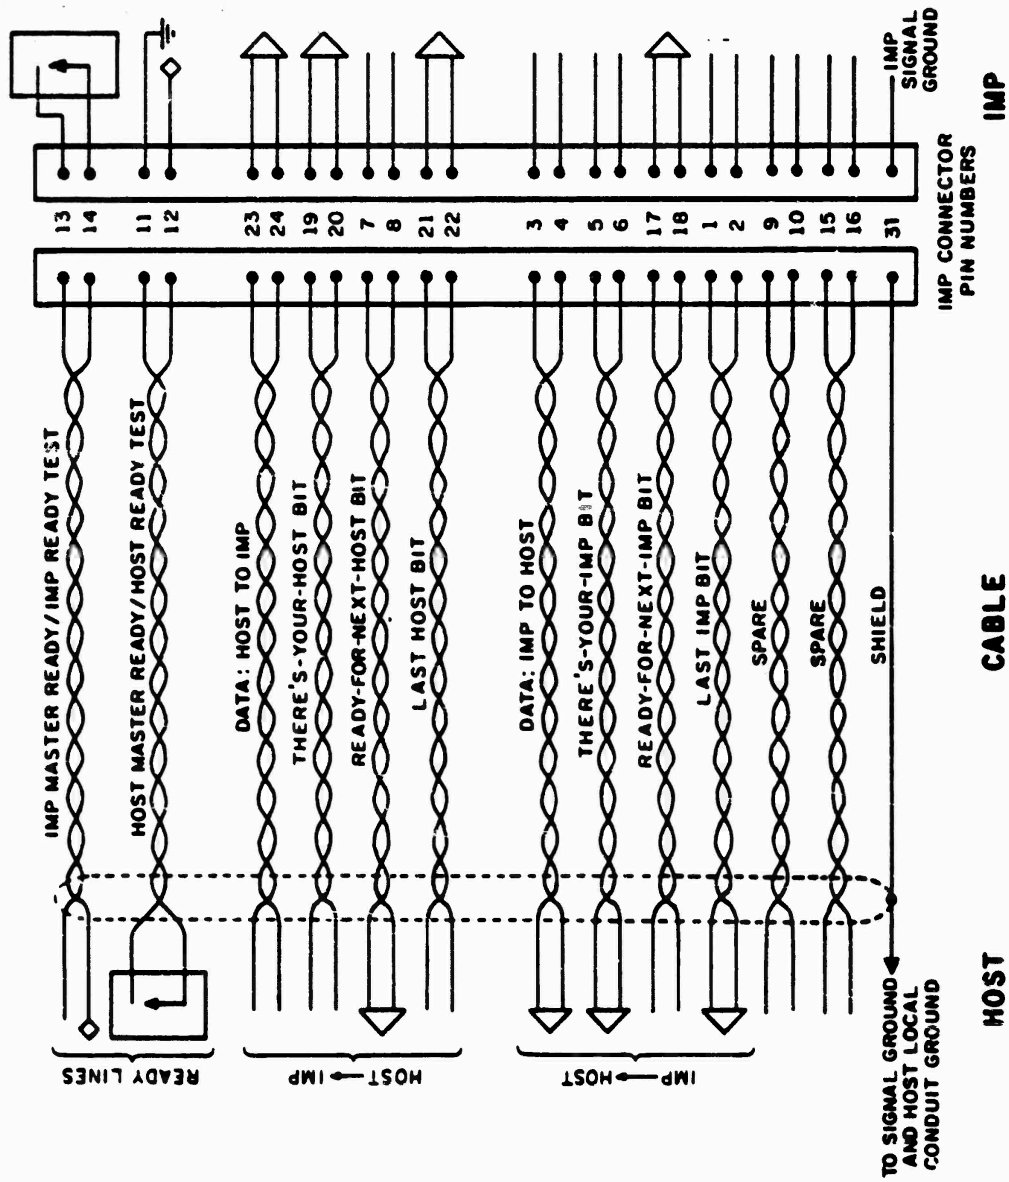 READY LINES
HOST→IMP
IMP→HOST
TO SIGNAL GROUND
AND HOST LOCAL
CONDUIT GROUND
HOST
IMP MASTER READY/IMP READY TEST
HOST MASTER READY/HOST READY TEST
DATA: HOST TO IMP
THERE'S-YOUR-HOST BIT
READY-FOR-NEXT-HOST BIT
LAST HOST BIT
DATA: IMP TO HOST
THERE'S-YOUR-IMP BIT
READY-FOR-NEXT-IMP BIT
LAST IMP BIT
SPARE
SPARE
SHIELD
CABLE
13
14
11
12
23
24
19
20
7
8
21
22
3
4
5
6
17
18
1
2
9
10
15
16
31
IMP CONNECTOR
PIN NUMBERS
IMP
SIGNAL
GROUND
IMP